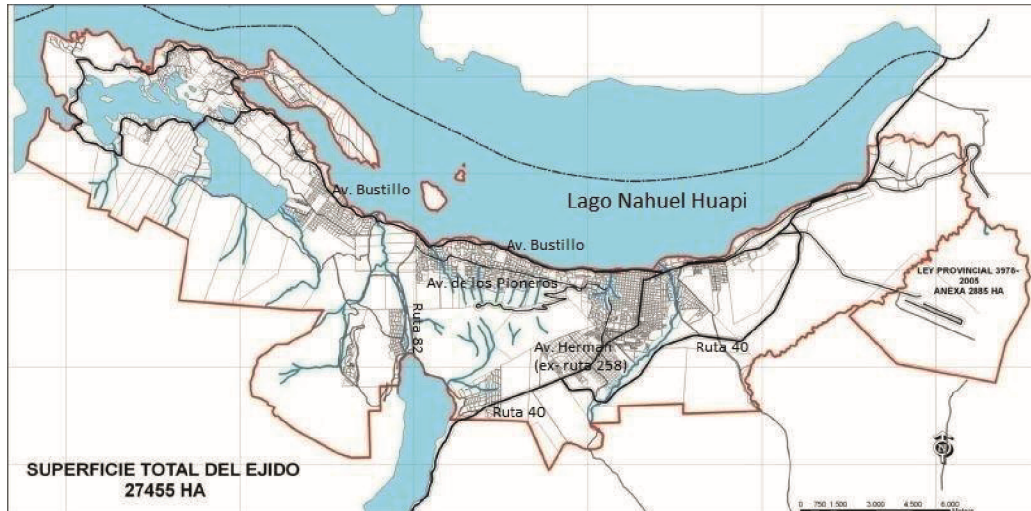 Av. Bustillo
Lago Nahuel Huapi
Av. Bustillo
Av. de los Pioneros
Ruta 82
LEY PROVINCIAL 3978-
2005
ANEXA 2885 HA
Av. Herman
(ex- ruta 258)
Ruta 40
Ruta 40
SUPERFICIE TOTAL DEL EJIDO
27455 HA
N
0 750 1.500 3.000 4.500 6.000